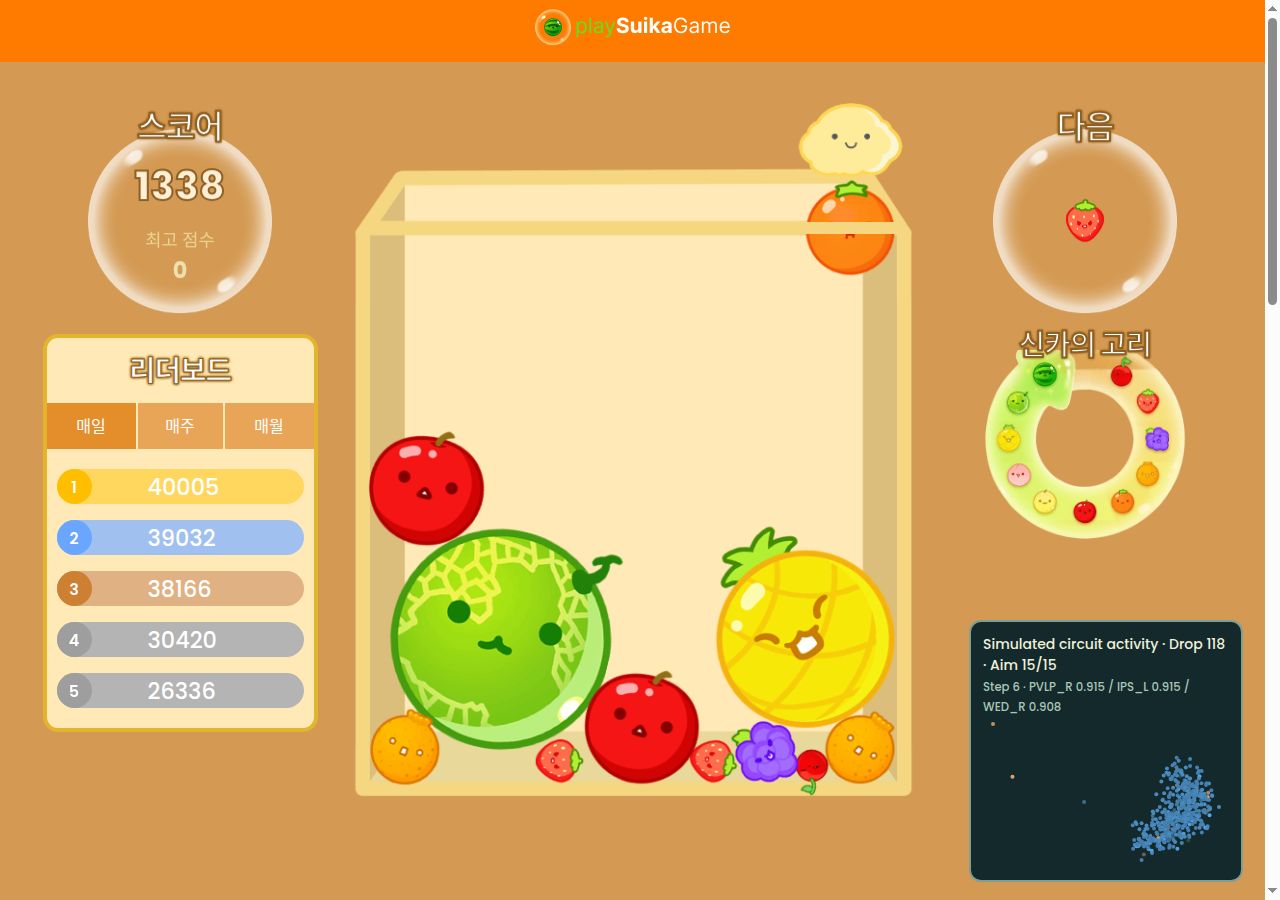 playSuikaGame
스코어
1338
최고 점수
0
리더보드
매일 매주 매월
1 40005
2 39032
3 38166
4 30420
5 26336
다음
신카의 고리
Simulated circuit activity · Drop 118
· Aim 15/15
Step 6 · PVLP_R 0.915 / IPS_L 0.915 /
WED_R 0.908